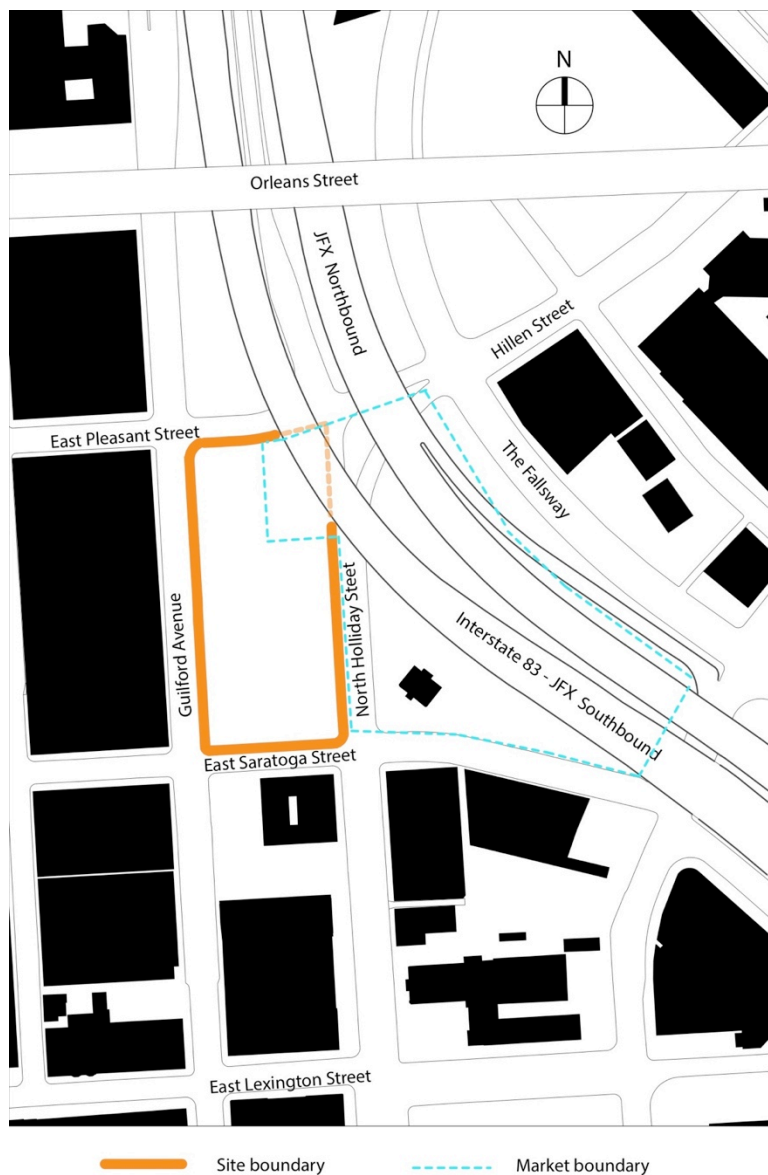 N
Orleans Street
JFX Northbound
Hillen Street
East Pleasant Street
The Fallsway
Guilford Avenue
North Holliday Steet
Interstate 83 - JFX Southbound
East Saratoga Street
East Lexington Street
Site boundary
Market boundary